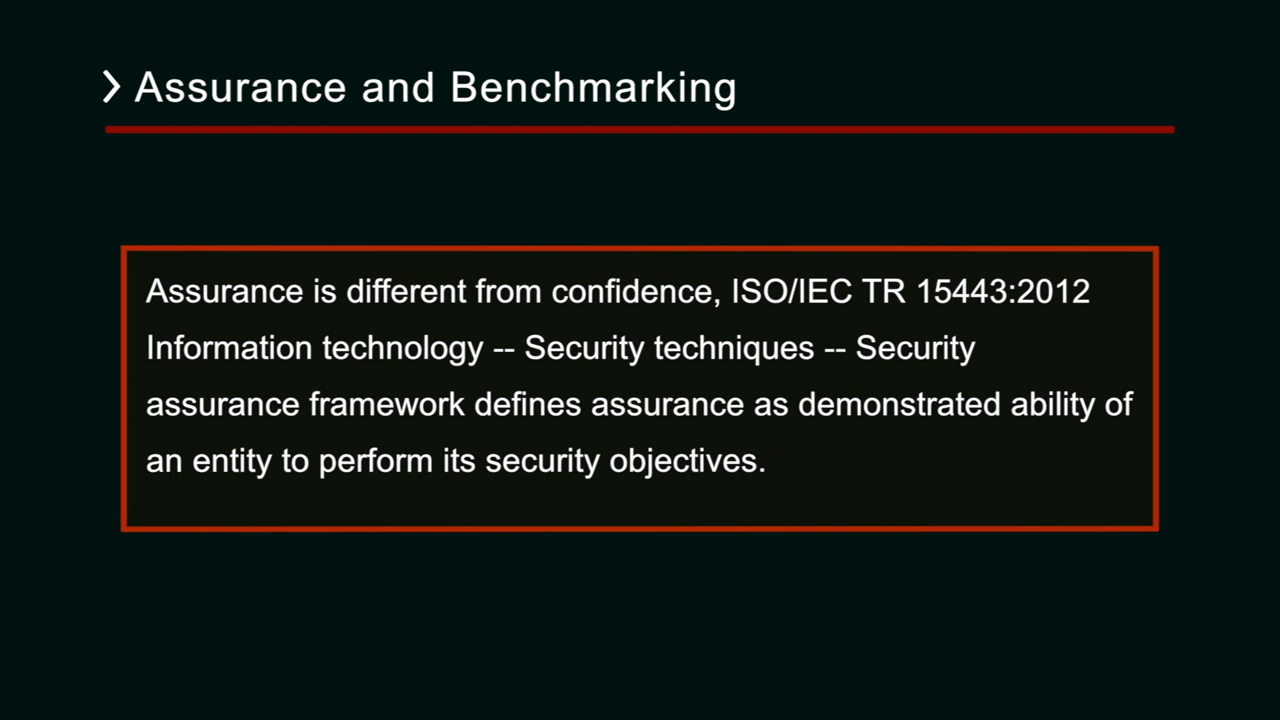 Assurance and Benchmarking
Assurance is different from confidence, ISO/IEC TR 15443:2012
Information technology -- Security techniques -- Security
assurance framework defines assurance as demonstrated ability of
an entity to perform its security objectives.